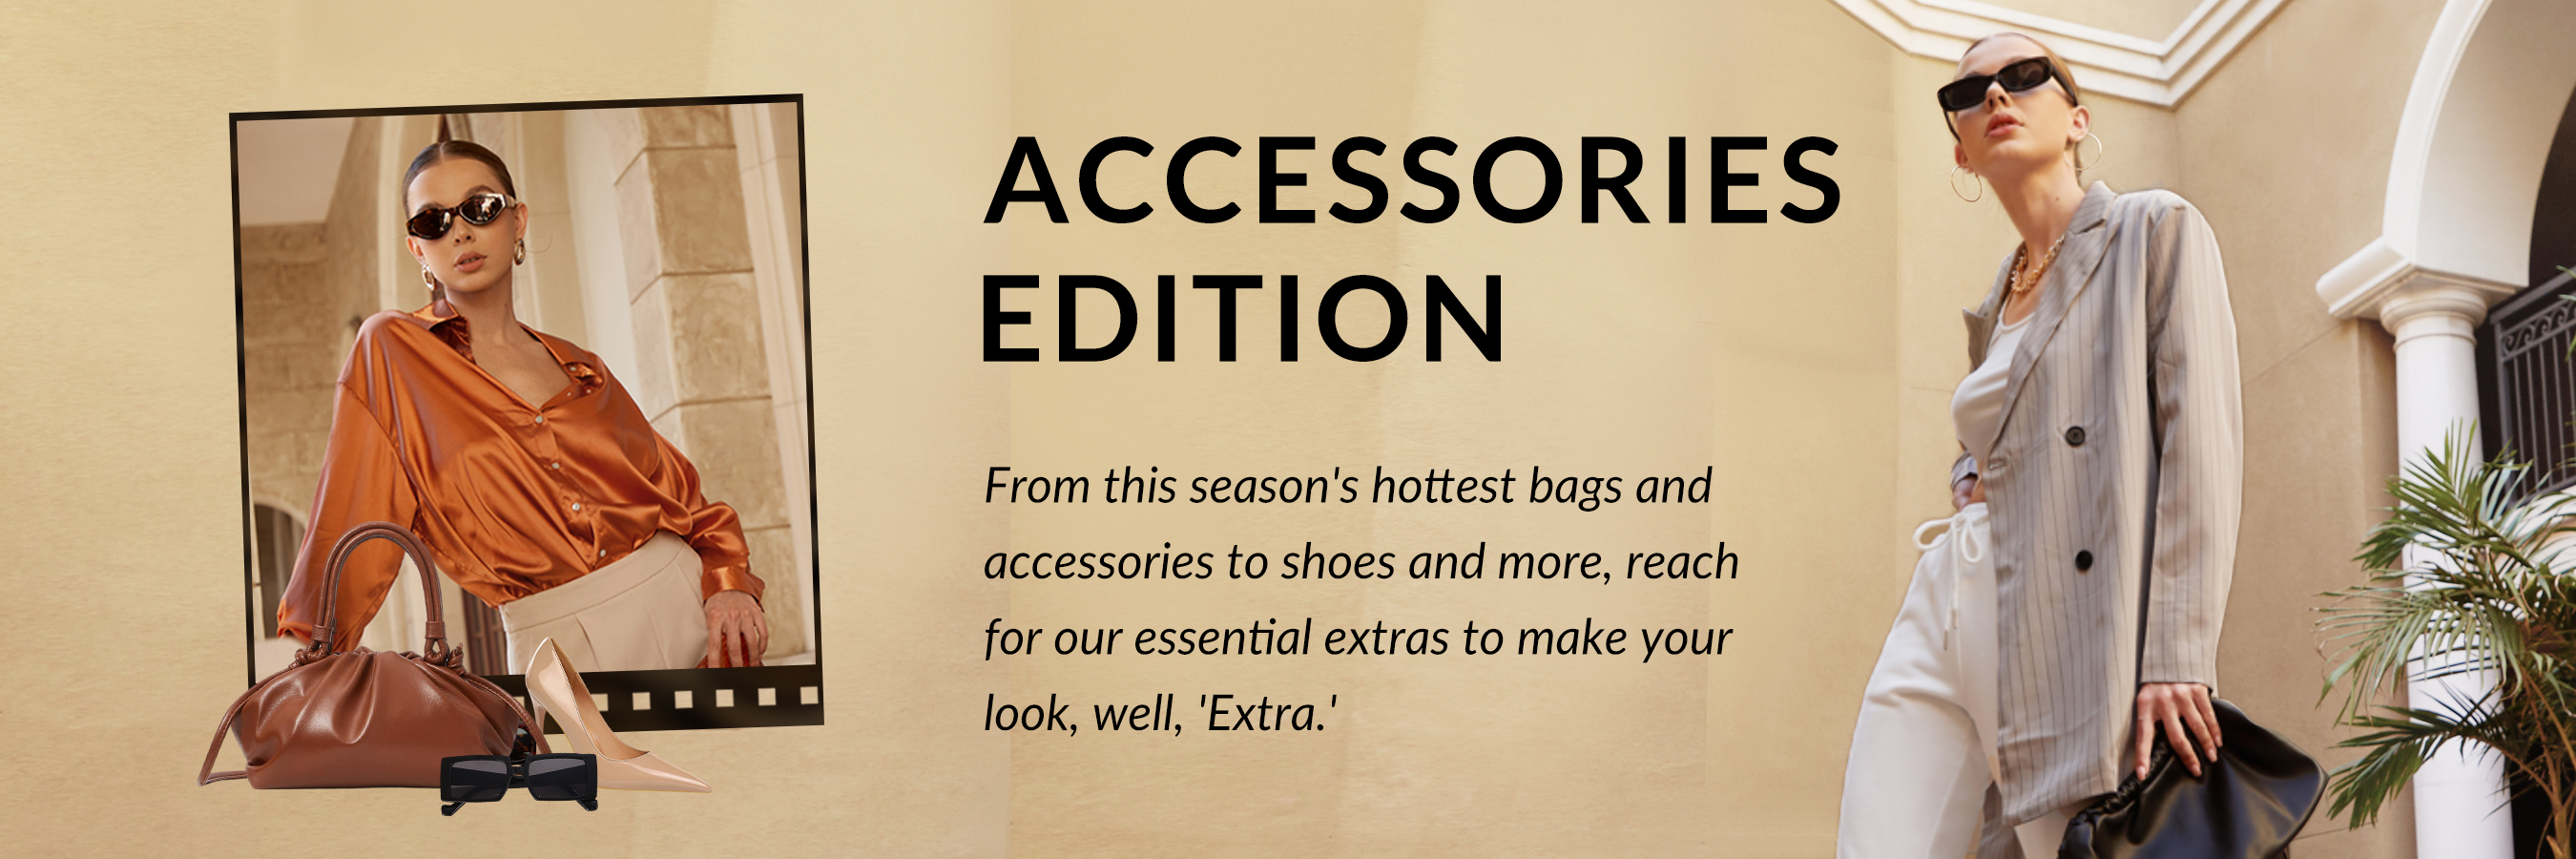 ACCESSORIES
EDITION
From this season's hottest bags and
accessories to shoes and more, reach
for our essential extras to make your
look, well, 'Extra.'